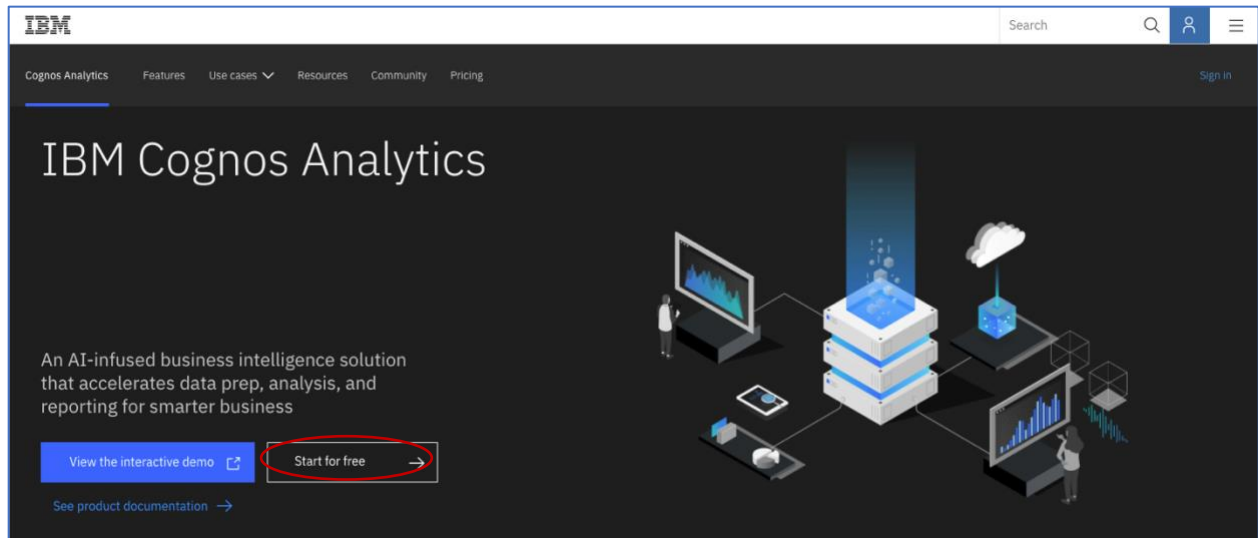 IBM
Search
Cognos Analytics Features Use cases Resources Community Pricing Sign in
IBM Cognos Analytics
An AI-infused business intelligence solution
that accelerates data prep, analysis, and
reporting for smarter business
View the interactive demo Start for free
See product documentation